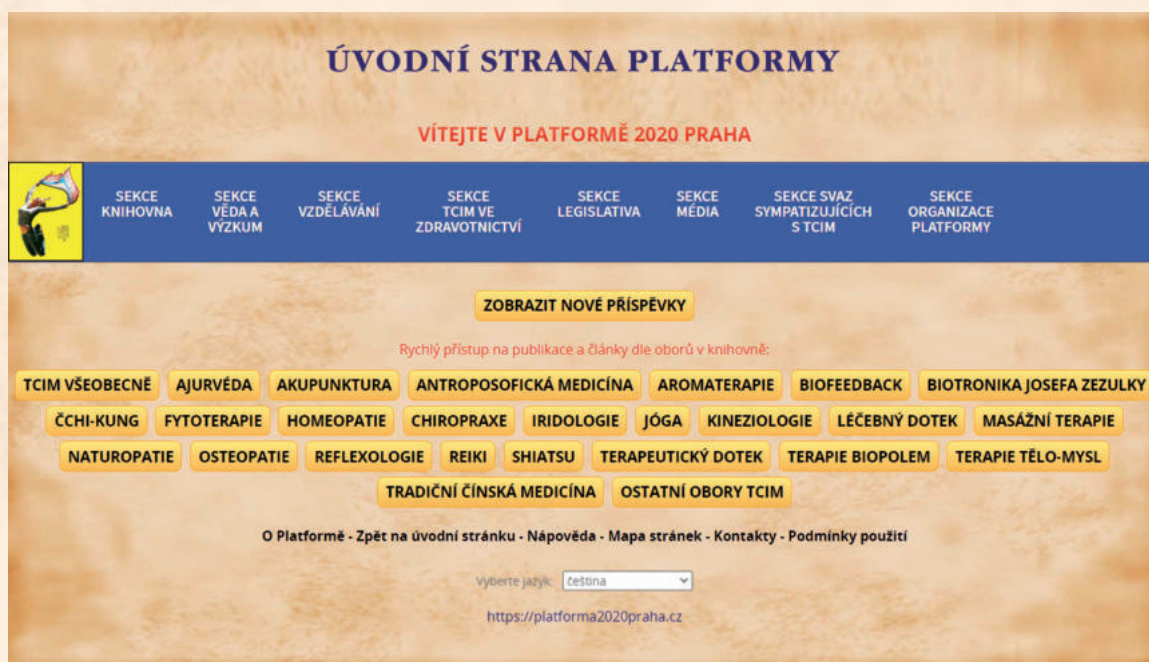 ÚVODNÍ STRANA PLATFORMY
VÍTEJTE V PLATFORMĚ 2020 PRAHA
SEKCE KNIHOVNA
SEKCE VĚDA A VÝZKUM
SEKCE VZDĚLÁVÁNÍ
SEKCE TCIM VE ZDRAVOTNICTVÍ
SEKCE LEGISLATIVA
SEKCE MÉDIA
SEKCE SVAZ SYMPATIZUJÍCÍCH S TCIM
SEKCE ORGANIZACE PLATFORMY
ZOBRAZIT NOVÉ PŘÍSPĚVKY
Rychlý přístup na publikace a články dle oborů v knihovně:
TCIM VŠEOBECNĚ AJURVÉDA AKUPUNKTURA ANTROPOSOFICKÁ MEDICÍNA AROMATERAPIE BIOFEEDBACK BIOTRONIKA JOSEFA ZEZULKY
ČCHI-KUNG FYTOTERAPIE HOMEOPATIE CHIROPRAXE IRIDOLOGIE JÓGA KINEZIOLOGIE LÉČEBNÝ DOTEK MASÁŽNÍ TERAPIE
NATUROPATIE OSTEOPATIE REFLEXOLOGIE REIKI SHIATSU TERAPEUTICKÝ DOTEK TERAPIE BIOPOLEM TERAPIE TĚLO-MYSL
TRADIČNÍ ČÍNSKÁ MEDICÍNA OSTATNÍ OBORY TCIM
O Platformě - Zpět na úvodní stránku - Nápověda - Mapa stránek - Kontakty - Podmínky použití
Vyberte jazyk: čeština
https://platforma2020praha.cz